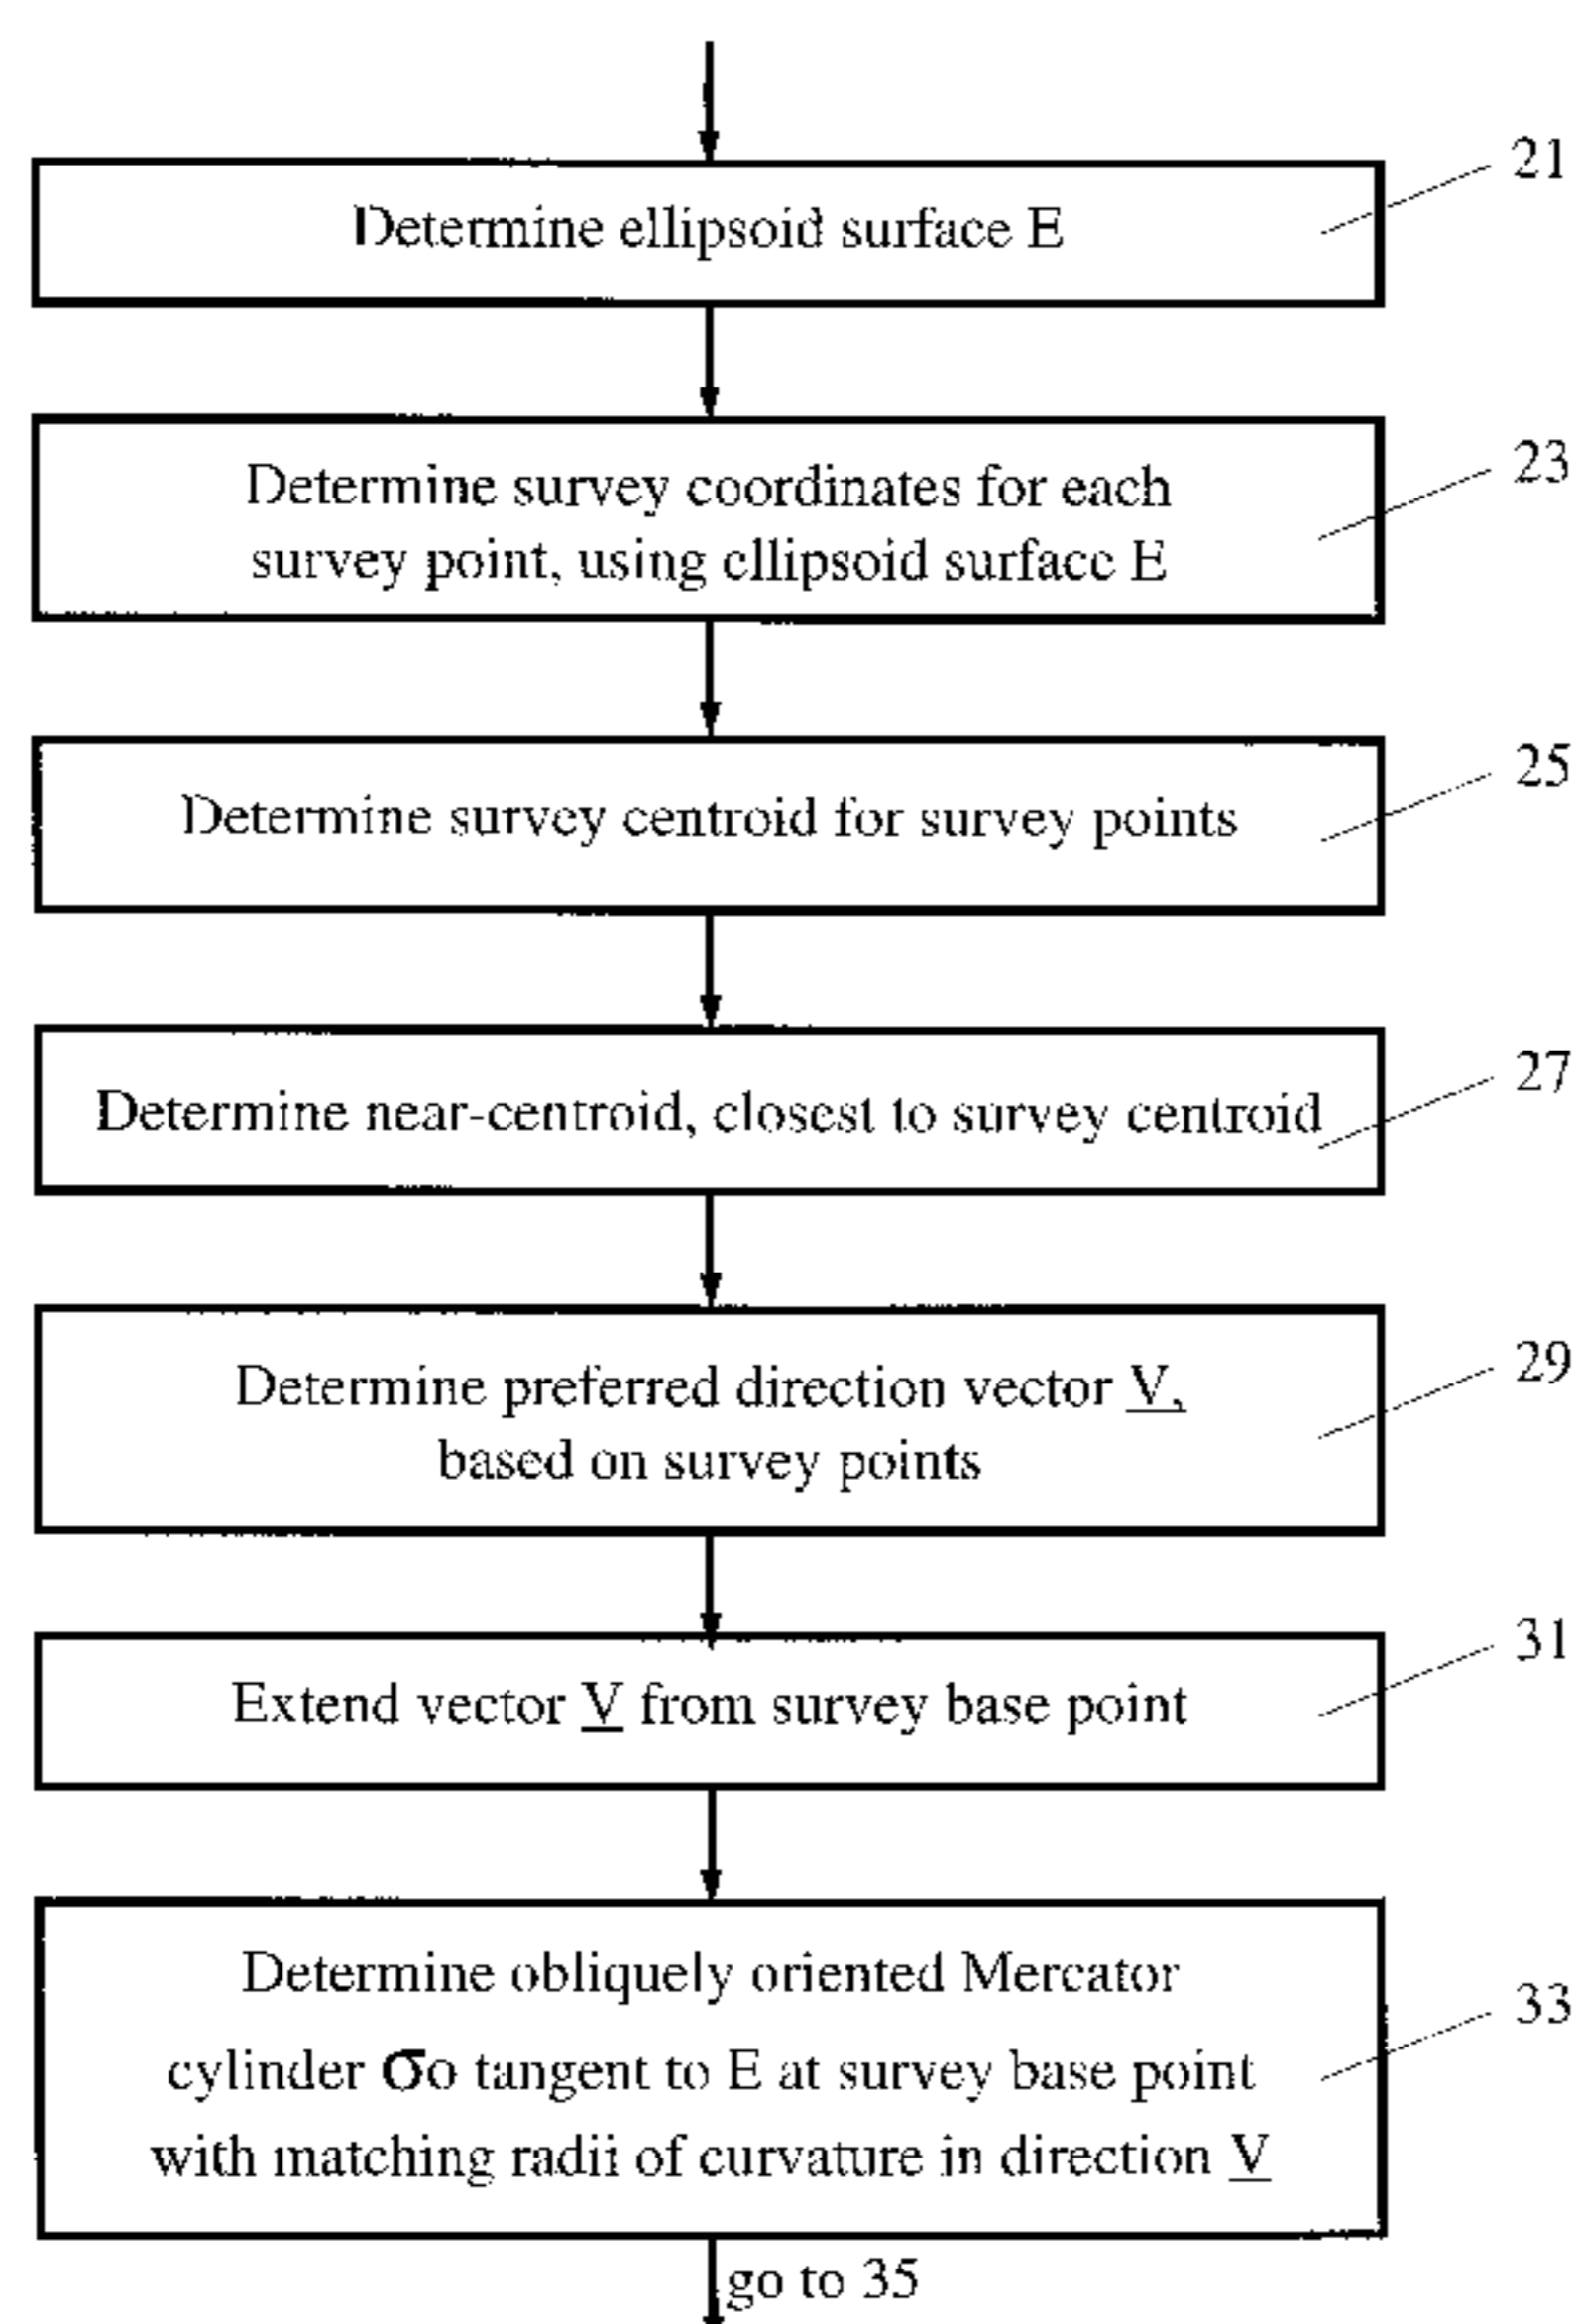 Determine ellipsoid surface E
21
Determine survey coordinates for each
survey point, using ellipsoid surface E
23
Determine survey centroid for survey points
25
Determine near-centroid, closest to survey centroid
27
Determine preferred direction vector V,
based on survey points
29
Extend vector V from survey base point
31
Determine obliquely oriented Mercator
cylinder σo tangent to E at survey base point
with matching radii of curvature in direction V
33
go to 35